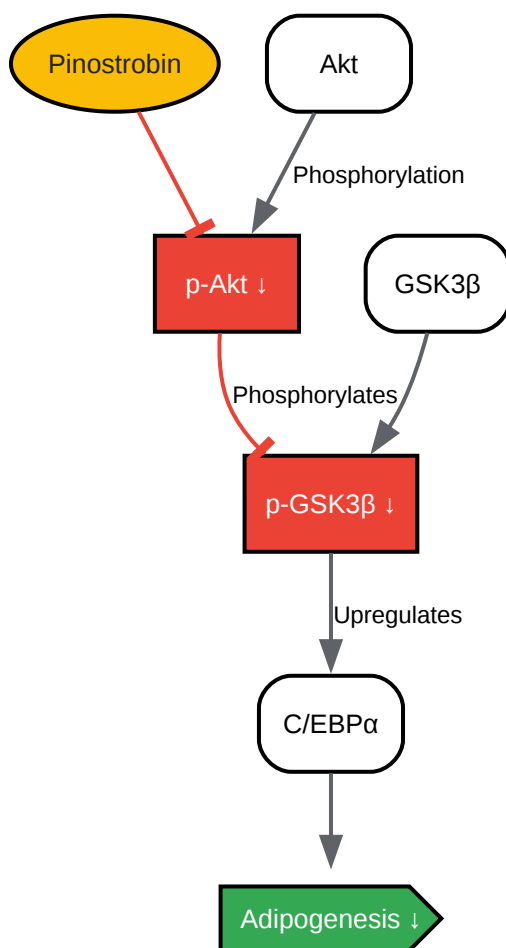 Pinostrobin
Akt
Phosphorylation
p-Akt ↓
GSK3β
Phosphorylates
p-GSK3β ↓
Upregulates
C/EBPα
Adipogenesis ↓